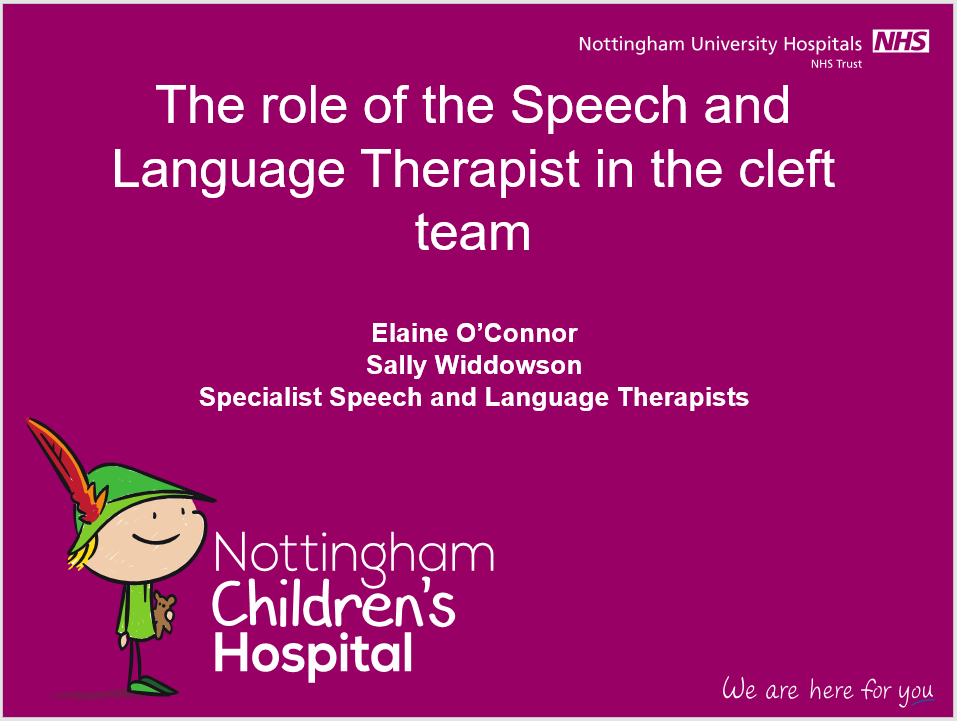 Nottingham University Hospitals NHS
NHS Trust
The role of the Speech and
Language Therapist in the cleft
team
Elaine O’Connor
Sally Widdowson
Specialist Speech and Language Therapists
Nottingham
Children’s
Hospital
We are here for you